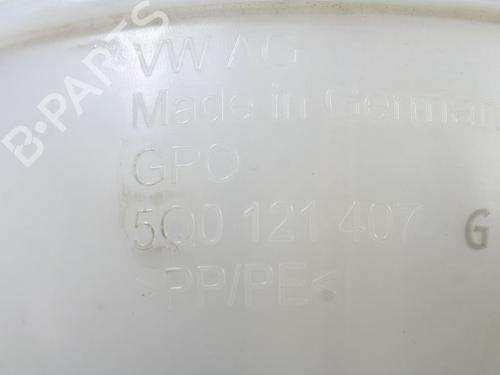 VW AG
Made in German
GPO
5Q0 121 407 G
>PP/PE<
B-PARTS